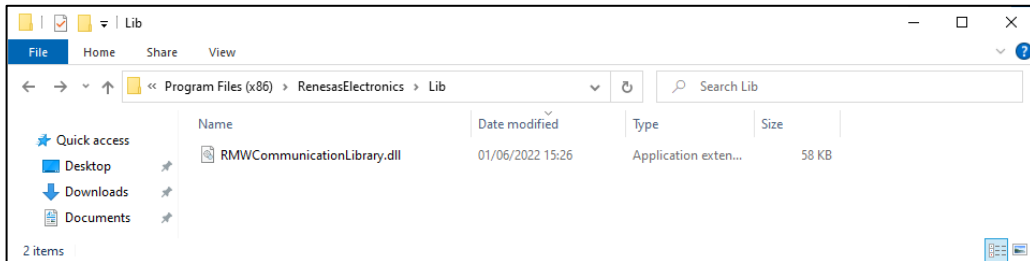 Lib
File Home Share View
« Program Files (x86) › RenesasElectronics › Lib Search Lib
Name Date modified Type Size
Quick access
RMWCommunicationLibrary.dll 01/06/2022 15:26 Application exten... 58 KB
Desktop
Downloads
Documents
2 items